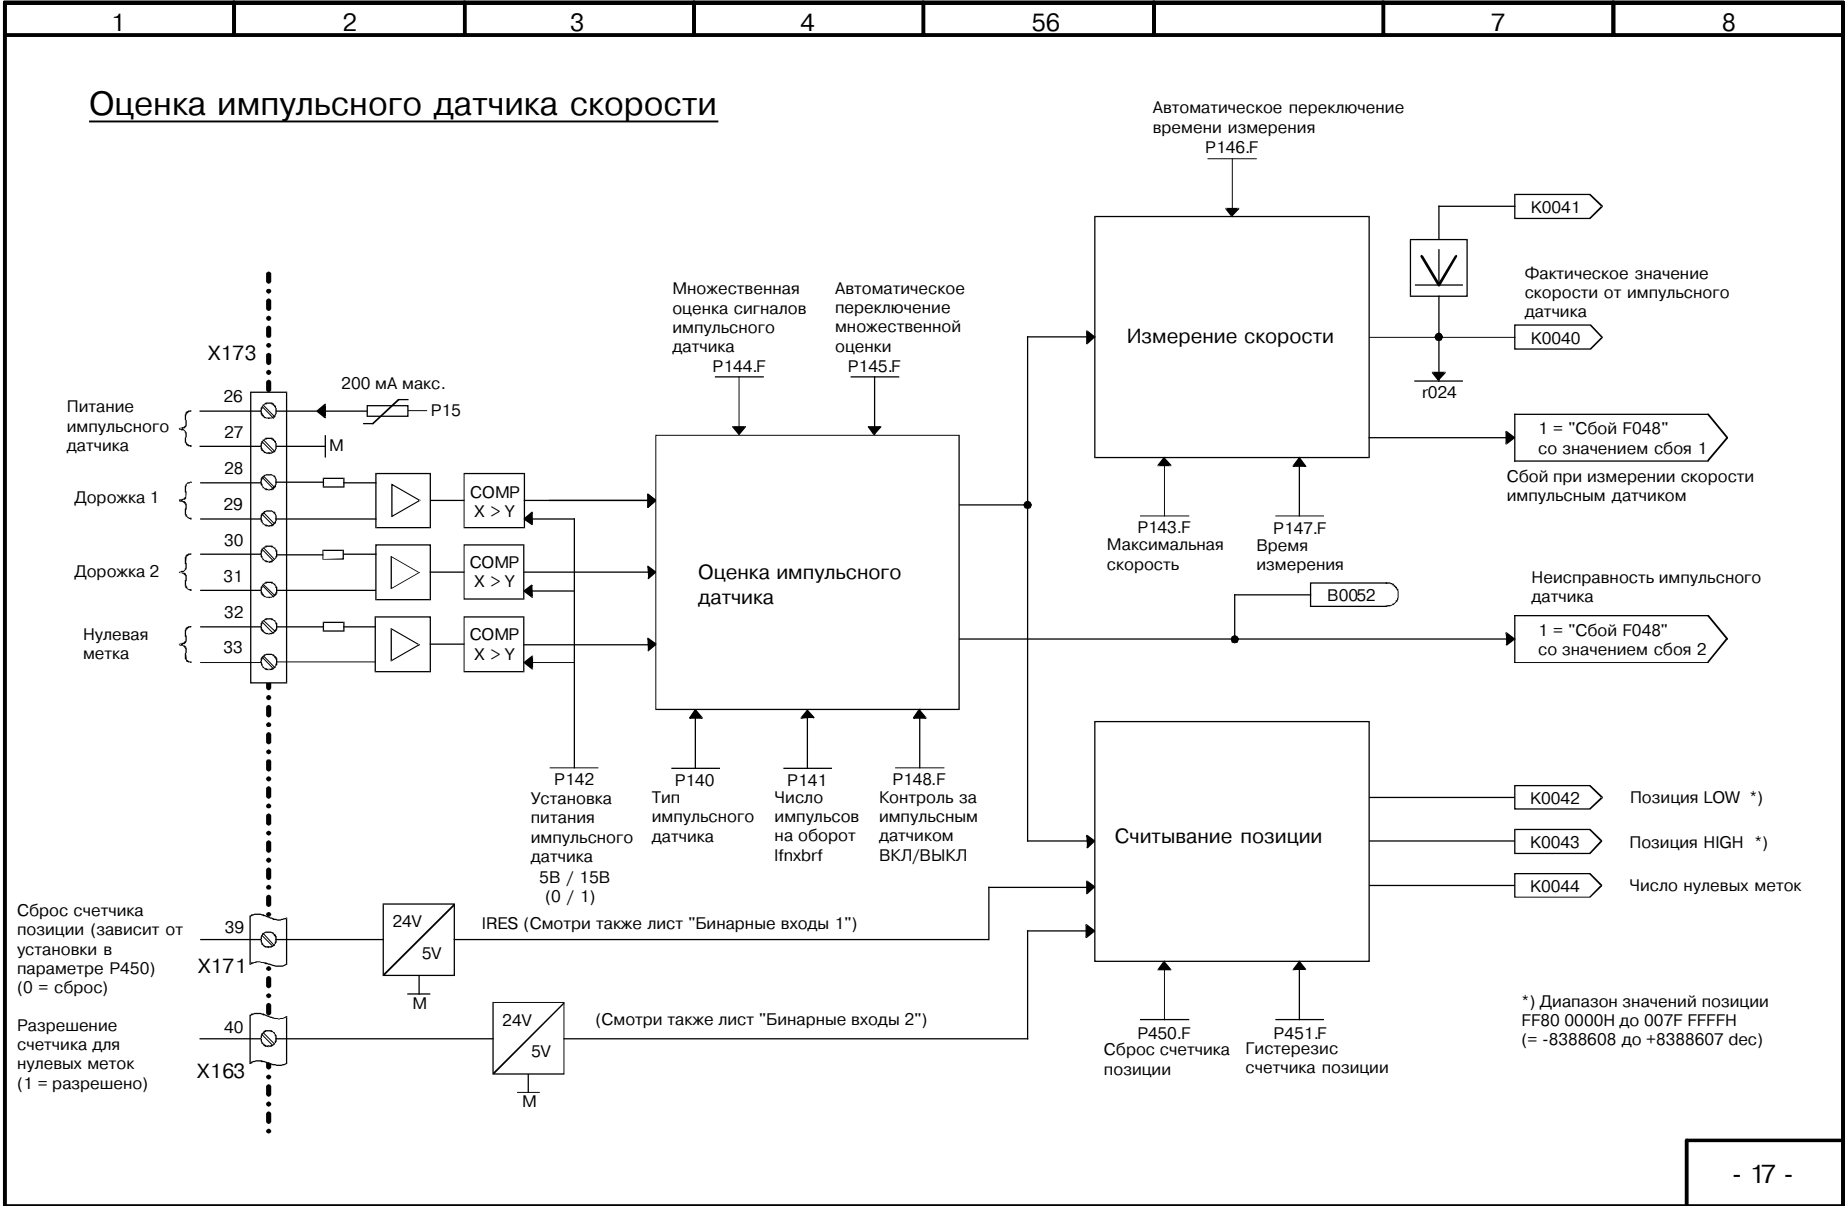 1
2
3
4
56
7
8
Оценка импульсного датчика скорости
Автоматическое переключение
времени измерения
P146.F
K0041
Множественная
оценка сигналов
импульсного
датчика
P144.F
Автоматическое
переключение
множественной
оценки
P145.F
Измерение скорости
Фактическое значение
скорости от импульсного
датчика
K0040
r024
X173
200 мА макс.
26
P15
Питание
импульсного
датчика
27
M
28
Дорожка 1
29
COMP
X > Y
30
Дорожка 2
31
COMP
X > Y
32
Нулевая
метка
33
COMP
X > Y
Оценка импульсного
датчика
1 = "Сбой F048"
со значением сбоя 1
Сбой при измерении скорости
импульсным датчиком
P143.F
Максимальная
скорость
P147.F
Время
измерения
B0052
Неисправность импульсного
датчика
1 = "Сбой F048"
со значением сбоя 2
P142
Установка
питания
импульсного
датчика
5В / 15В
(0 / 1)
P140
Тип
импульсного
датчика
P141
Число
импульсов
на оборот
lfnxbrf
P148.F
Контроль за
импульсным
датчиком
ВКЛ/ВЫКЛ
Считывание позиции
K0042
Позиция LOW *)
K0043
Позиция HIGH *)
K0044
Число нулевых меток
Сброс счетчика
позиции (зависит от
установки в
параметре P450)
(0 = сброс)
39
X171
24V
5V
M
IRES (Смотри также лист "Бинарные входы 1")
Разрешение
счетчика для
нулевых меток
(1 = разрешено)
40
X163
24V
5V
M
(Смотри также лист "Бинарные входы 2")
P450.F
Сброс счетчика
позиции
P451.F
Гистерезис
счетчика позиции
*) Диапазон значений позиции
FF80 0000H до 007F FFFFH
(= -8388608 до +8388607 dec)
- 17 -